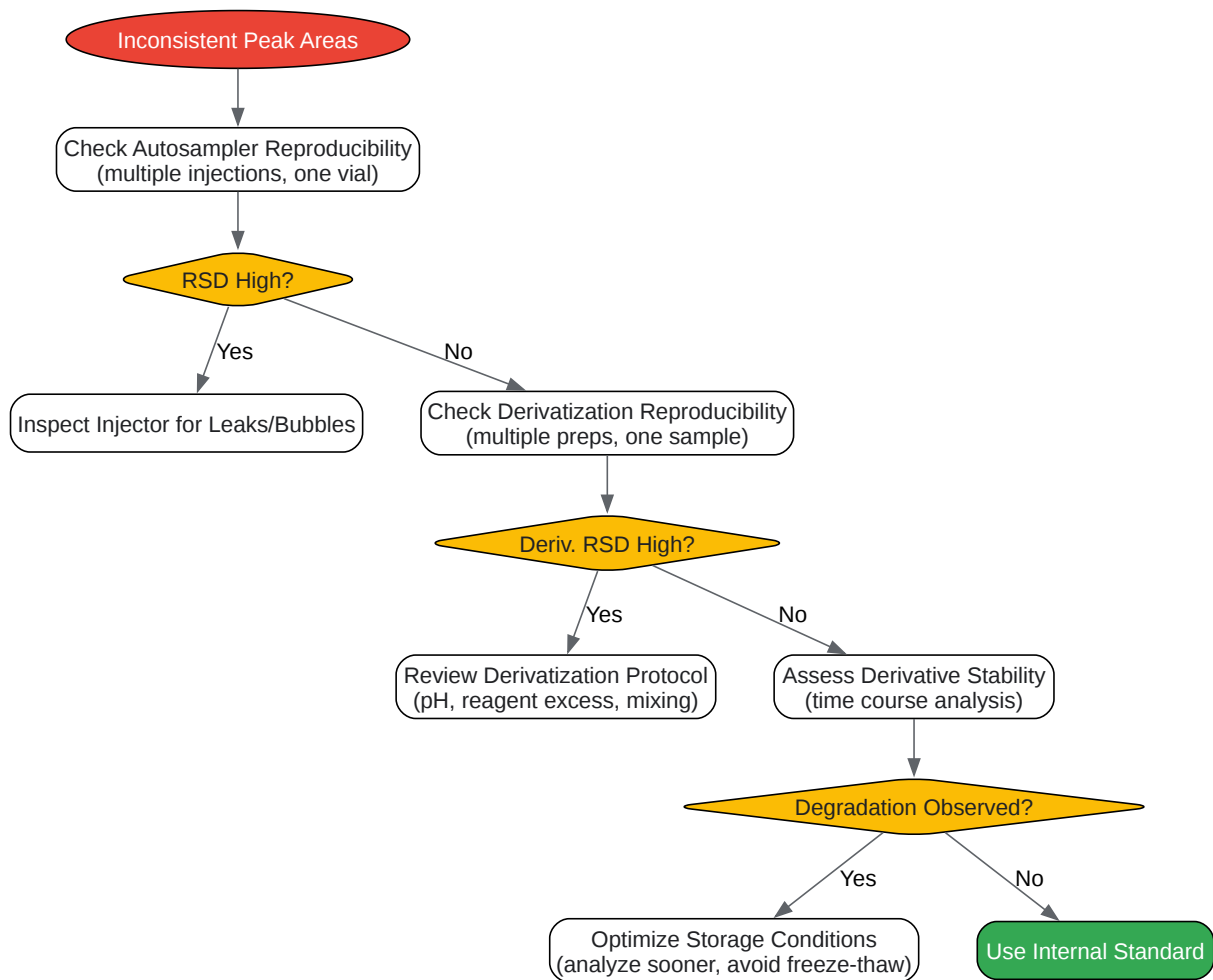 Inconsistent Peak Areas
Check Autosampler Reproducibility
(multiple injections, one vial)
RSD High?
Yes
No
Inspect Injector for Leaks/Bubbles
Check Derivatization Reproducibility
(multiple preps, one sample)
Deriv. RSD High?
Yes
No
Review Derivatization Protocol
(pH, reagent excess, mixing)
Assess Derivative Stability
(time course analysis)
Degradation Observed?
Yes
No
Optimize Storage Conditions
(analyze sooner, avoid freeze-thaw)
Use Internal Standard